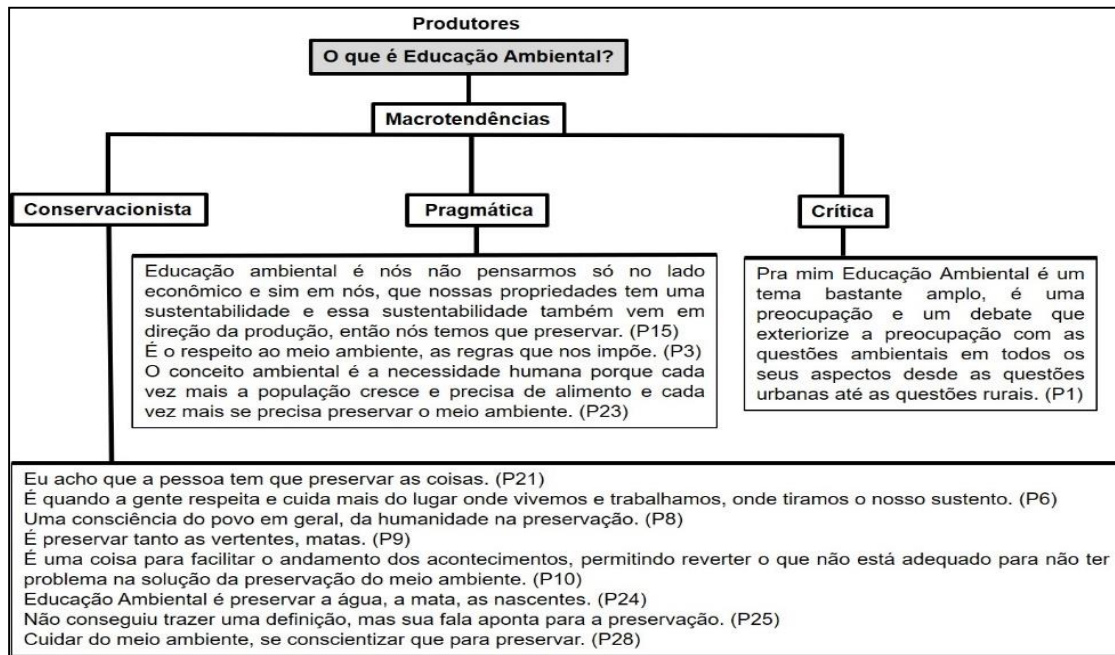 Produtores
O que é Educação Ambiental?
Macrotendências
Conservacionista
Pragmática
Crítica
Educação ambiental é nós não pensarmos só no lado
econômico e sim em nós, que nossas propriedades tem uma
sustentabilidade e essa sustentabilidade também vem em
direção da produção, então nós temos que preservar. (P15)
É o respeito ao meio ambiente, as regras que nos impõe. (P3)
O conceito ambiental é a necessidade humana porque cada
vez mais a população cresce e precisa de alimento e cada
vez mais se precisa preservar o meio ambiente. (P23)
Pra mim Educação Ambiental é um
tema bastante amplo, é uma
preocupação e um debate que
exteriorize a preocupação com as
questões ambientais em todos os
seus aspectos desde as questões
urbanas até as questões rurais. (P1)
Eu acho que a pessoa tem que preservar as coisas. (P21)
É quando a gente respeita e cuida mais do lugar onde vivemos e trabalhamos, onde tiramos o nosso sustento. (P6)
Uma consciência do povo em geral, da humanidade na preservação. (P8)
É preservar tanto as vertentes, matas. (P9)
É uma coisa para facilitar o andamento dos acontecimentos, permitindo reverter o que não está adequado para não ter
problema na solução da preservação do meio ambiente. (P10)
Educação Ambiental é preservar a água, a mata, as nascentes. (P24)
Não conseguiu trazer uma definição, mas sua fala aponta para a preservação. (P25)
Cuidar do meio ambiente, se conscientizar que para preservar. (P28)